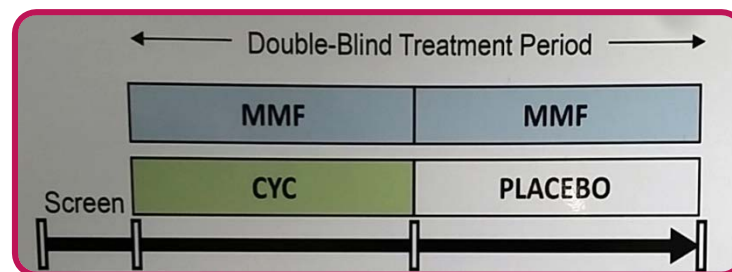 Double-Blind Treatment Period
MMF MMF
CYC PLACEBO
Screen